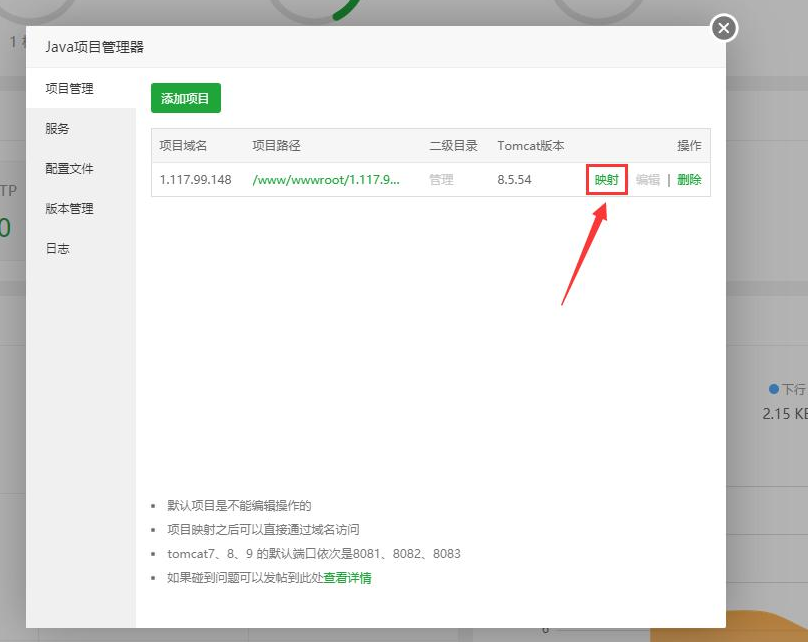 1
Java项目管理器
项目管理
服务
配置文件
版本管理
日志
TP
0
添加项目
项目域名 项目路径 二级目录 Tomcat版本 操作
1.117.99.148 /www/wwwroot/1.117.9... 管理 8.5.54 映射 编辑 | 删除
下行
2.15 KB
默认项目是不能编辑操作的
项目映射之后可以直接通过域名访问
tomcat7、8、9 的默认端口依次是8081、8082、8083
如果碰到问题可以发帖到此处查看详情
0